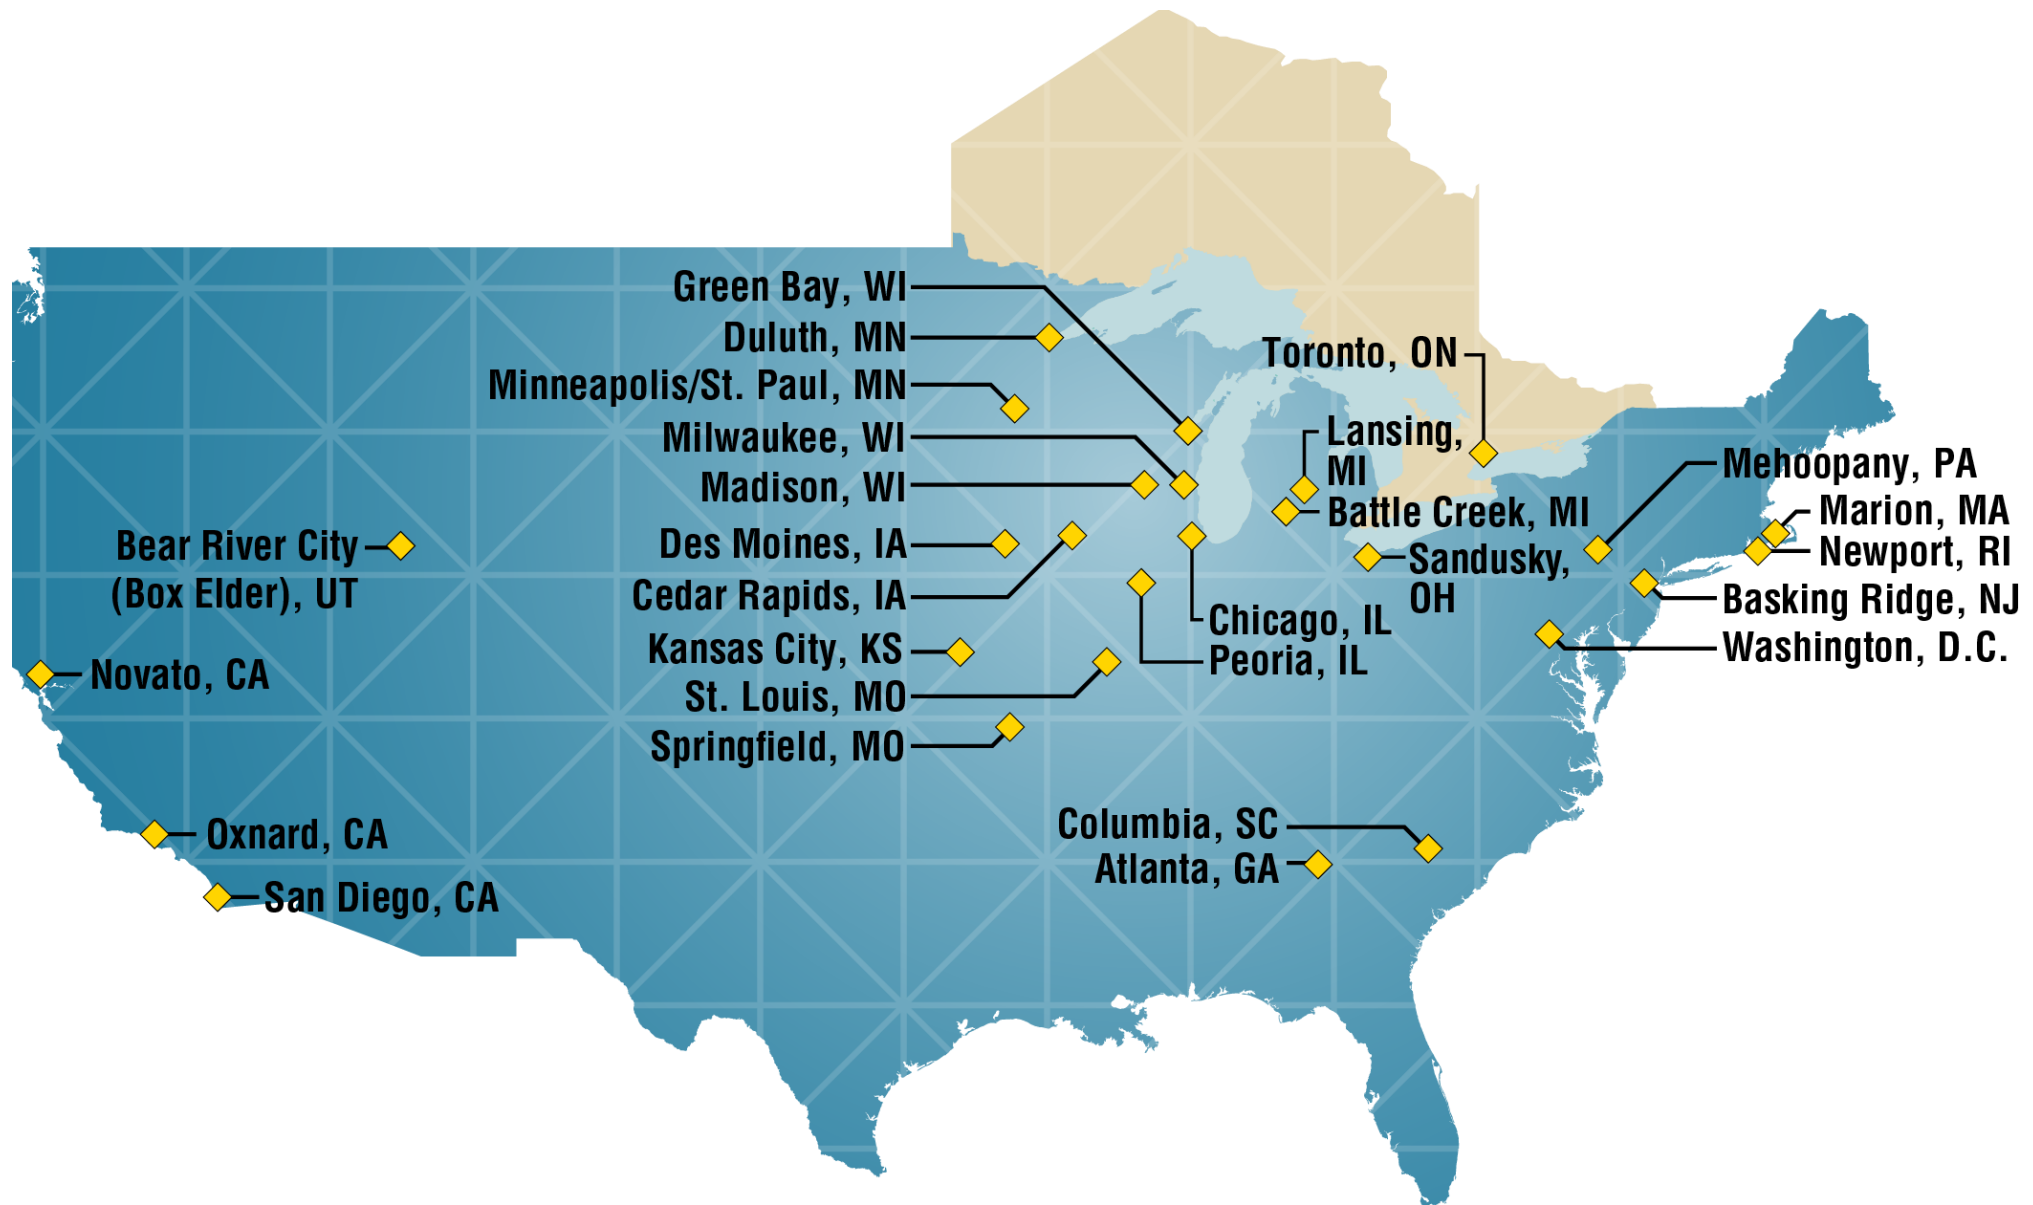 Green Bay, WI
Duluth, MN
Minneapolis/St. Paul, MN
Milwaukee, WI
Madison, WI
Des Moines, IA
Cedar Rapids, IA
Kansas City, KS
St. Louis, MO
Springfield, MO
Bear River City
(Box Elder), UT
Novato, CA
Oxnard, CA
San Diego, CA
Toronto, ON
Lansing,
MI
Battle Creek, MI
Sandusky,
OH
Chicago, IL
Peoria, IL
Columbia, SC
Atlanta, GA
Mehoopany, PA
Marion, MA
Newport, RI
Basking Ridge, NJ
Washington, D.C.